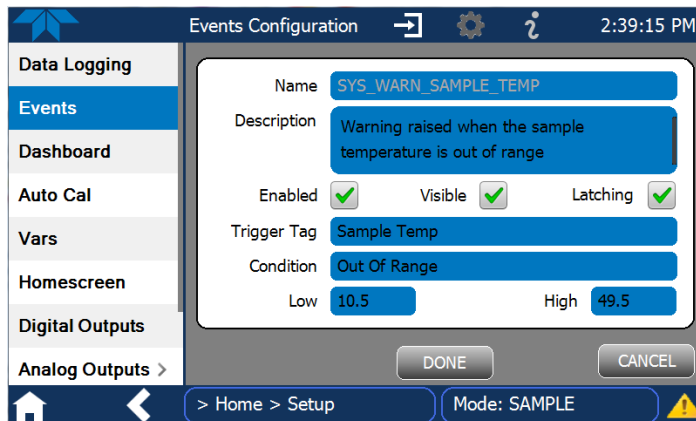 Events Configuration
2:39:15 PM
Data Logging
Events
Dashboard
Auto Cal
Vars
Homescreen
Digital Outputs
Analog Outputs >
Name SYS_WARN_SAMPLE_TEMP
Description Warning raised when the sample
temperature is out of range
Enabled Visible Latching
Trigger Tag Sample Temp
Condition Out Of Range
Low 10.5 High 49.5
DONE CANCEL
> Home > Setup Mode: SAMPLE